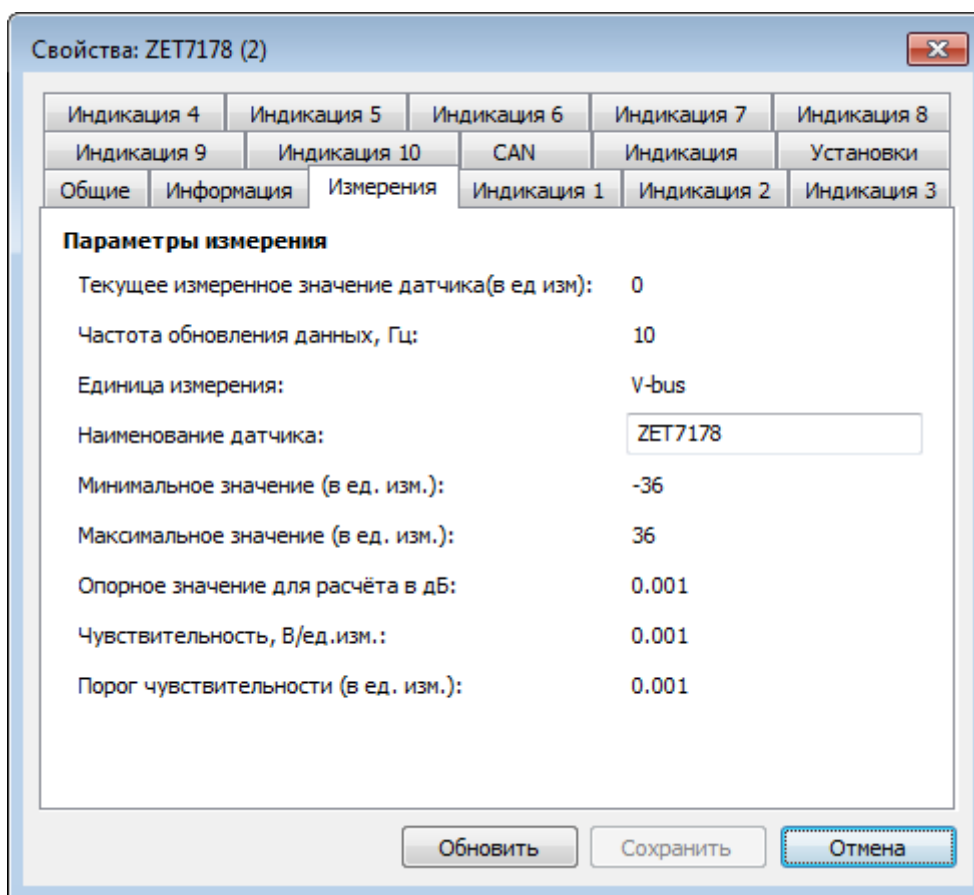 Свойства: ZET7178 (2)
Индикация 4 Индикация 5 Индикация 6 Индикация 7 Индикация 8
Индикация 9 Индикация 10 CAN Индикация Установки
Общие Информация Измерения Индикация 1 Индикация 2 Индикация 3
Параметры измерения
Текущее измеренное значение датчика(в ед изм): 0
Частота обновления данных, Гц: 10
Единица измерения: V-bus
Наименование датчика: ZET7178
Минимальное значение (в ед. изм.): -36
Максимальное значение (в ед. изм.): 36
Опорное значение для расчёта в дБ: 0.001
Чувствительность, В/ед.изм.: 0.001
Порог чувствительности (в ед. изм.): 0.001
Обновить Сохранить Отмена